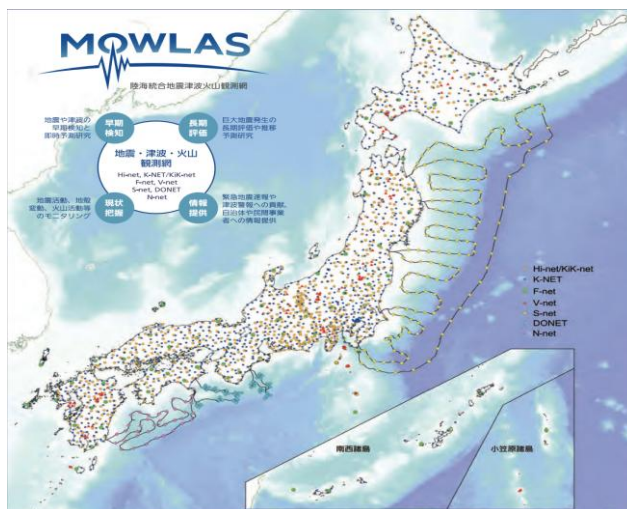 MOWLAS
陸海統合地震津波火山観測網
地震や津波の
早期検知と
即時予測研究
早期
検知
長期
評価
巨大地震発生の
長期評価や推移
予測研究
地震・津波・火山
観測網
Hi-net, K-NET/KiK-net
F-net, V-net
S-net, DONET
N-net
地震活動、地殻
変動、火山活動等
のモニタリング
現状
把握
情報
提供
緊急地震速報や
津波警報への貢献、
自治体や民間事業
者への情報提供
Hi-net/KiK-net
K-NET
F-net
V-net
S-net
DONET
N-net
南西諸島
小笠原諸島